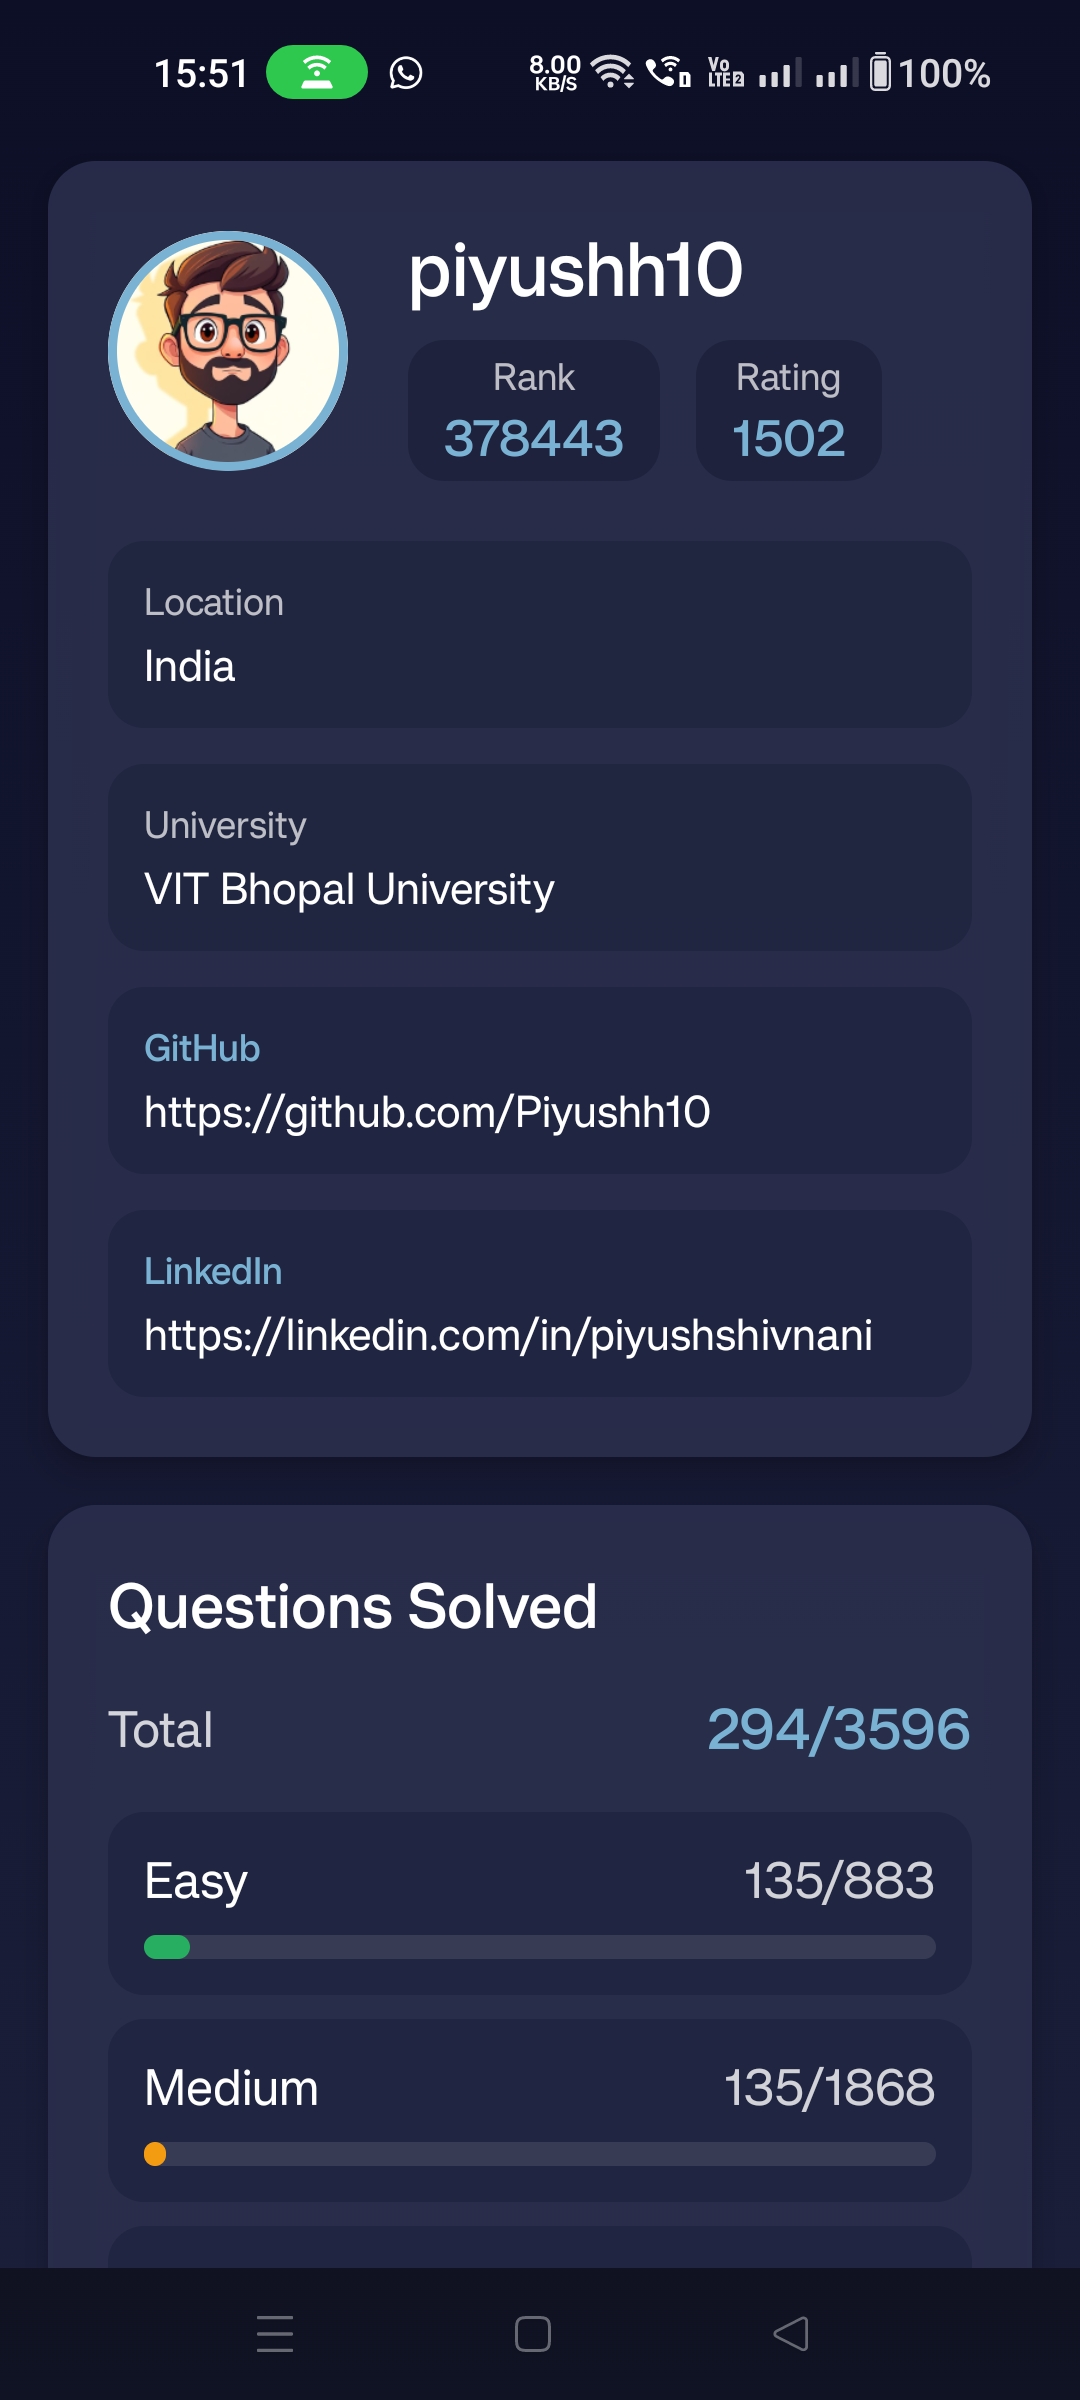 15:51 8.00 KB/S Vo LTE 2 100%
piyushh10
Rank Rating
378443 1502
Location
India
University
VIT Bhopal University
GitHub
https://github.com/Piyushh10
LinkedIn
https://linkedin.com/in/piyushshivnani
Questions Solved
Total 294/3596
Easy 135/883
Medium 135/1868